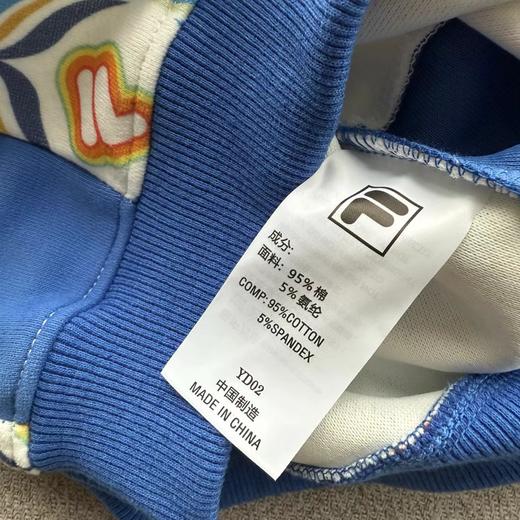 成分:
面料: 95%棉
5%氨纶
COMP: 95%COTTON
5%SPANDEX
YD02
中国制造
MADE IN CHINA